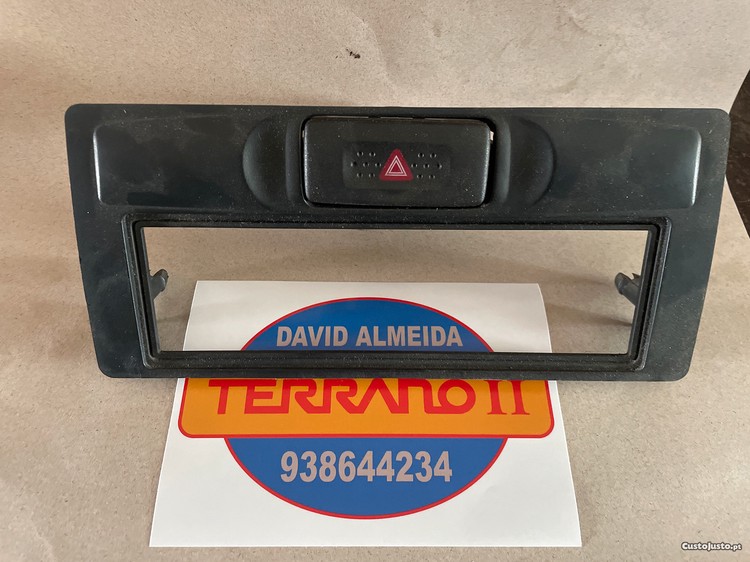 DAVID ALMEIDA
TERRANO II
938644234
CustoJusto.pt